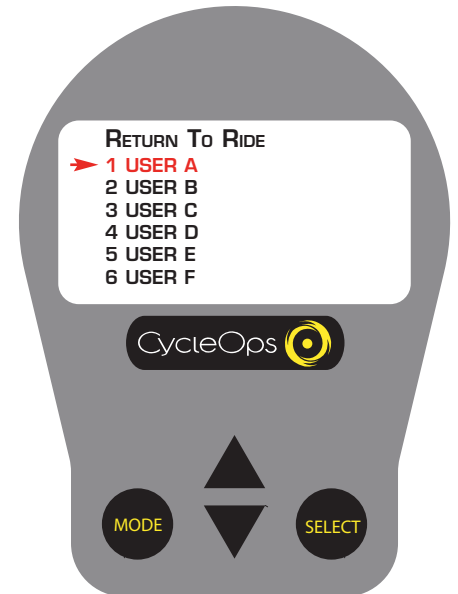 Return To Ride
1 USER A
2 USER B
3 USER C
4 USER D
5 USER E
6 USER F
CycleOps
MODE
SELECT